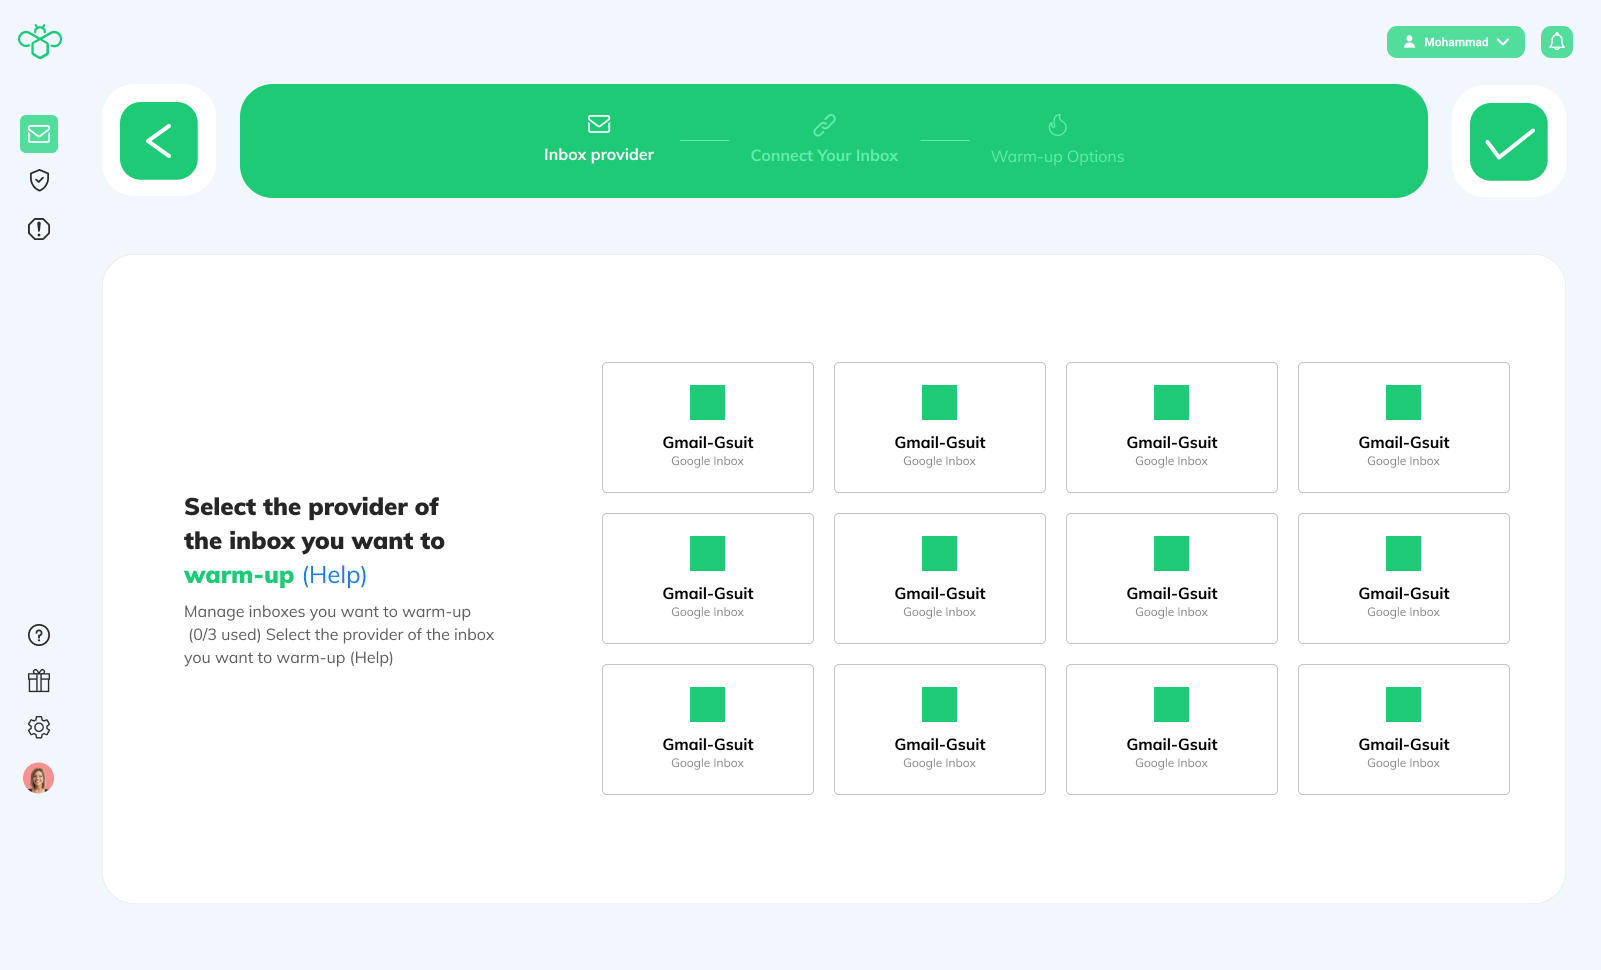 Mohammad
Inbox provider
Connect Your Inbox
Warm-up Options
Select the provider of
the inbox you want to
warm-up (Help)
Manage inboxes you want to warm-up
(0/3 used) Select the provider of the inbox
you want to warm-up (Help)
Gmail-Gsuit
Google Inbox
Gmail-Gsuit
Google Inbox
Gmail-Gsuit
Google Inbox
Gmail-Gsuit
Google Inbox
Gmail-Gsuit
Google Inbox
Gmail-Gsuit
Google Inbox
Gmail-Gsuit
Google Inbox
Gmail-Gsuit
Google Inbox
Gmail-Gsuit
Google Inbox
Gmail-Gsuit
Google Inbox
Gmail-Gsuit
Google Inbox
Gmail-Gsuit
Google Inbox